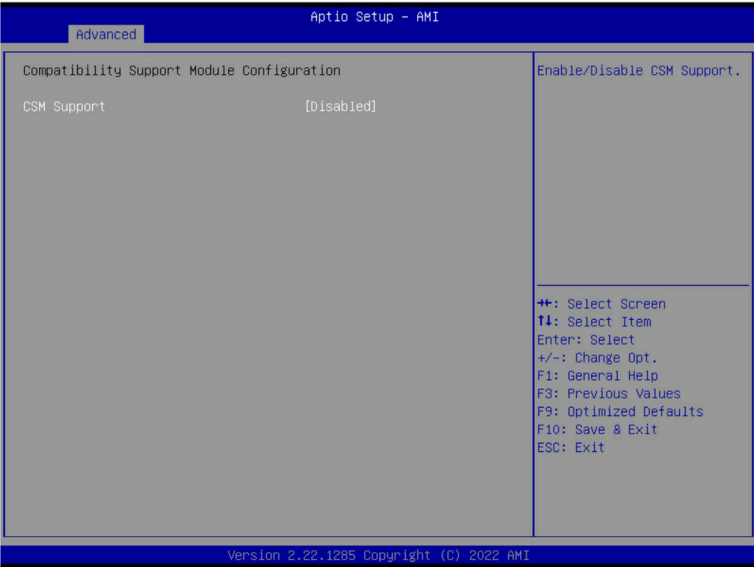 Aptio Setup – AMI
Advanced
Compatibility Support Module Configuration
CSM Support [Disabled]
Enable/Disable CSM Support.
→←: Select Screen
↑↓: Select Item
Enter: Select
+/-: Change Opt.
F1: General Help
F3: Previous Values
F9: Optimized Defaults
F10: Save & Exit
ESC: Exit
Version 2.22.1285 Copyright (C) 2022 AMI